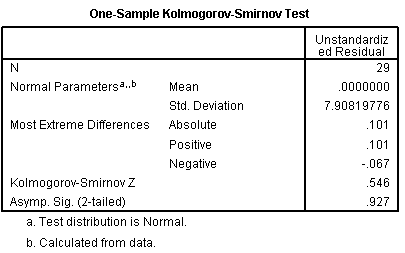 One-Sample Kolmogorov-Smirnov Test
Unstandardiz
ed Residual
N 29
Normal Parametersa,,b Mean .0000000
Std. Deviation 7.90819776
Most Extreme Differences Absolute .101
Positive .101
Negative -.067
Kolmogorov-Smirnov Z .546
Asymp. Sig. (2-tailed) .927
a. Test distribution is Normal.
b. Calculated from data.